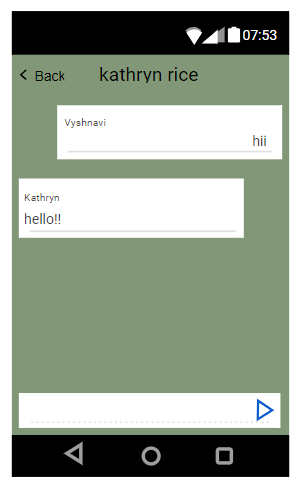 07:53
Back kathryn rice
Vyshnavi
hii
Kathryn
hello!!